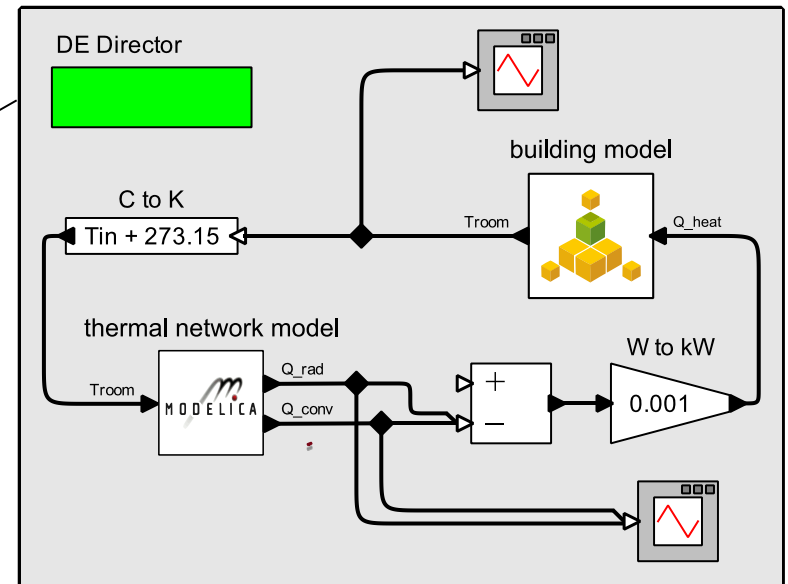 DE Director
building model
C to K
Troom
Q_heat
Tin + 273.15
thermal network model
W to kW
Q_rad
Troom
MODELICA
Q_conv
+
−
0.001